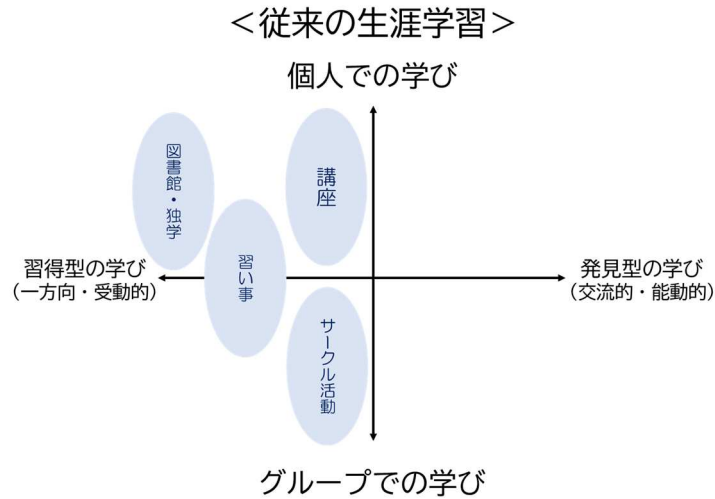 ＜従来の生涯学習＞
個人での学び
図書館・独学
講座
習い事
習得型の学び
（一方向・受動的）
発見型の学び
（交流的・能動的）
サークル活動
グループでの学び